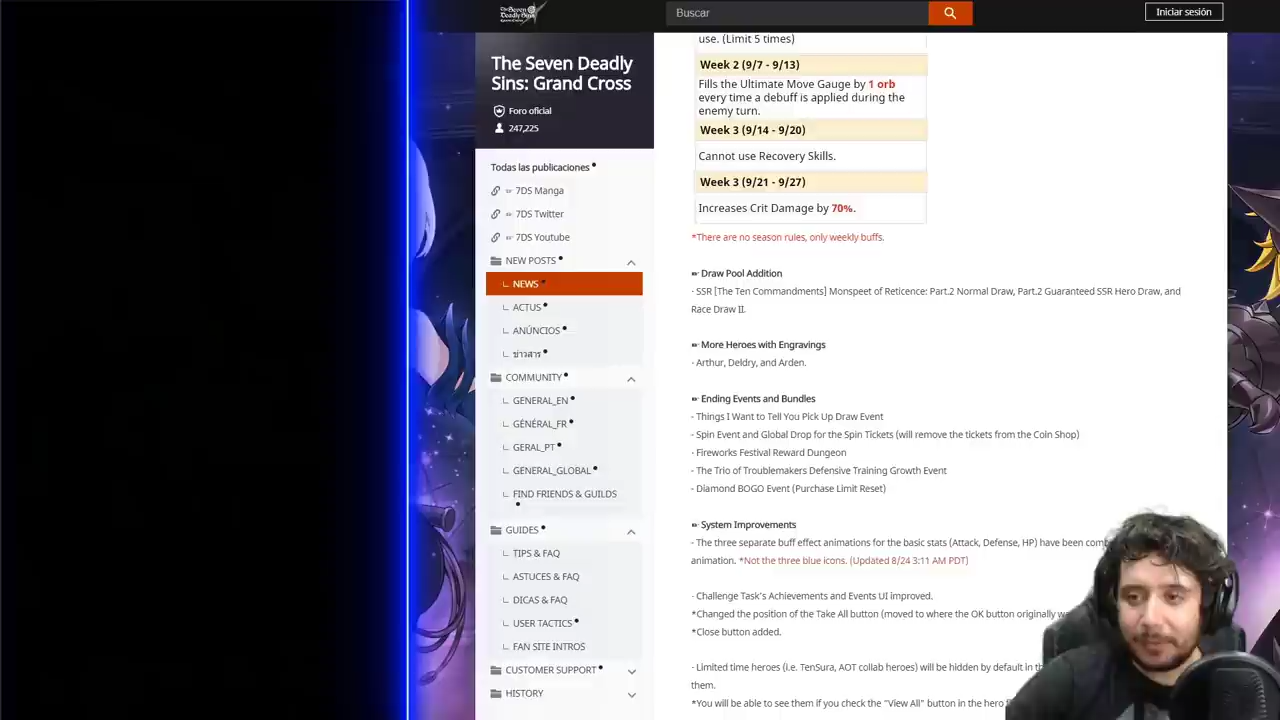 The Seven
Deadly Sins
Buscar
Iniciar sesión
The Seven Deadly
Sins: Grand Cross
Foro oficial
247,225
Todas las publicaciones
✏ 7DS Manga
✏ 7DS Twitter
✏ 7DS Youtube
NEW POSTS
NEWS
ACTUS
ANÚNCIOS
ข่าวสาร
COMMUNITY
GENERAL_EN
GÉNÉRAL_FR
GERAL_PT
GENERAL_GLOBAL
FIND FRIENDS & GUILDS
GUIDES
TIPS & FAQ
ASTUCES & FAQ
DICAS & FAQ
USER TACTICS
FAN SITE INTROS
CUSTOMER SUPPORT
HISTORY
use. (Limit 5 times)
Week 2 (9/7 - 9/13)
Fills the Ultimate Move Gauge by 1 orb
every time a debuff is applied during the
enemy turn.
Week 3 (9/14 - 9/20)
Cannot use Recovery Skills.
Week 3 (9/21 - 9/27)
Increases Crit Damage by 70%.
*There are no season rules, only weekly buffs.
Draw Pool Addition
- SSR [The Ten Commandments] Monspeet of Reticence: Part.2 Normal Draw, Part.2 Guaranteed SSR Hero Draw, and
Race Draw II.
More Heroes with Engravings
- Arthur, Deldry, and Arden.
Ending Events and Bundles
- Things I Want to Tell You Pick Up Draw Event
- Spin Event and Global Drop for the Spin Tickets (will remove the tickets from the Coin Shop)
- Fireworks Festival Reward Dungeon
- The Trio of Troublemakers Defensive Training Growth Event
- Diamond BOGO Event (Purchase Limit Reset)
System Improvements
- The three separate buff effect animations for the basic stats (Attack, Defense, HP) have been
animation. *Not the three blue icons. (Updated 8/24 3:11 AM PDT)
- Challenge Task's Achievements and Events UI improved.
*Changed the position of the Take All button (moved to where the OK button originally
*Close button added.
- Limited time heroes (i.e. TenSura, AOT collab heroes) will be hidden by default in
them.
*You will be able to see them if you check the "View All" button in the hero